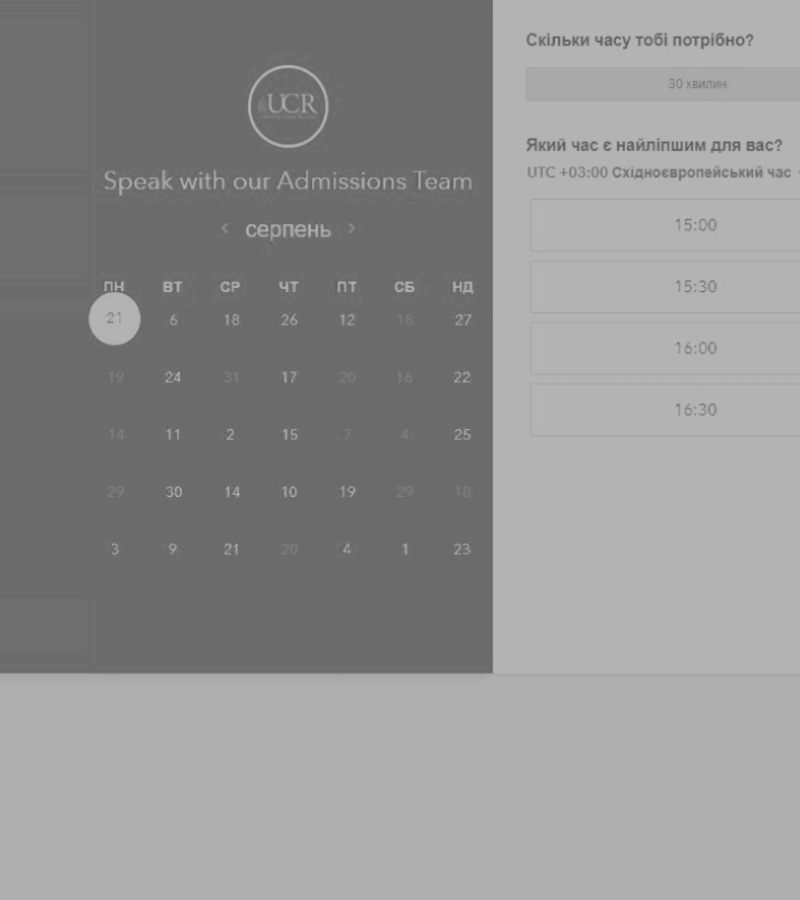 UCR
Speak with our Admissions Team
серпень
ПН ВТ СР ЧТ ПТ СБ НД
21 6 18 26 12 18 27
19 24 31 17 20 16 22
14 11 2 15 7 4 25
29 30 14 10 19 29 18
3 9 21 20 4 1 23
Скільки часу тобі потрібно?
30 хвилин
Який час є найліпшим для вас?
UTC +03:00 Східноєвропейський час
15:00
15:30
16:00
16:30